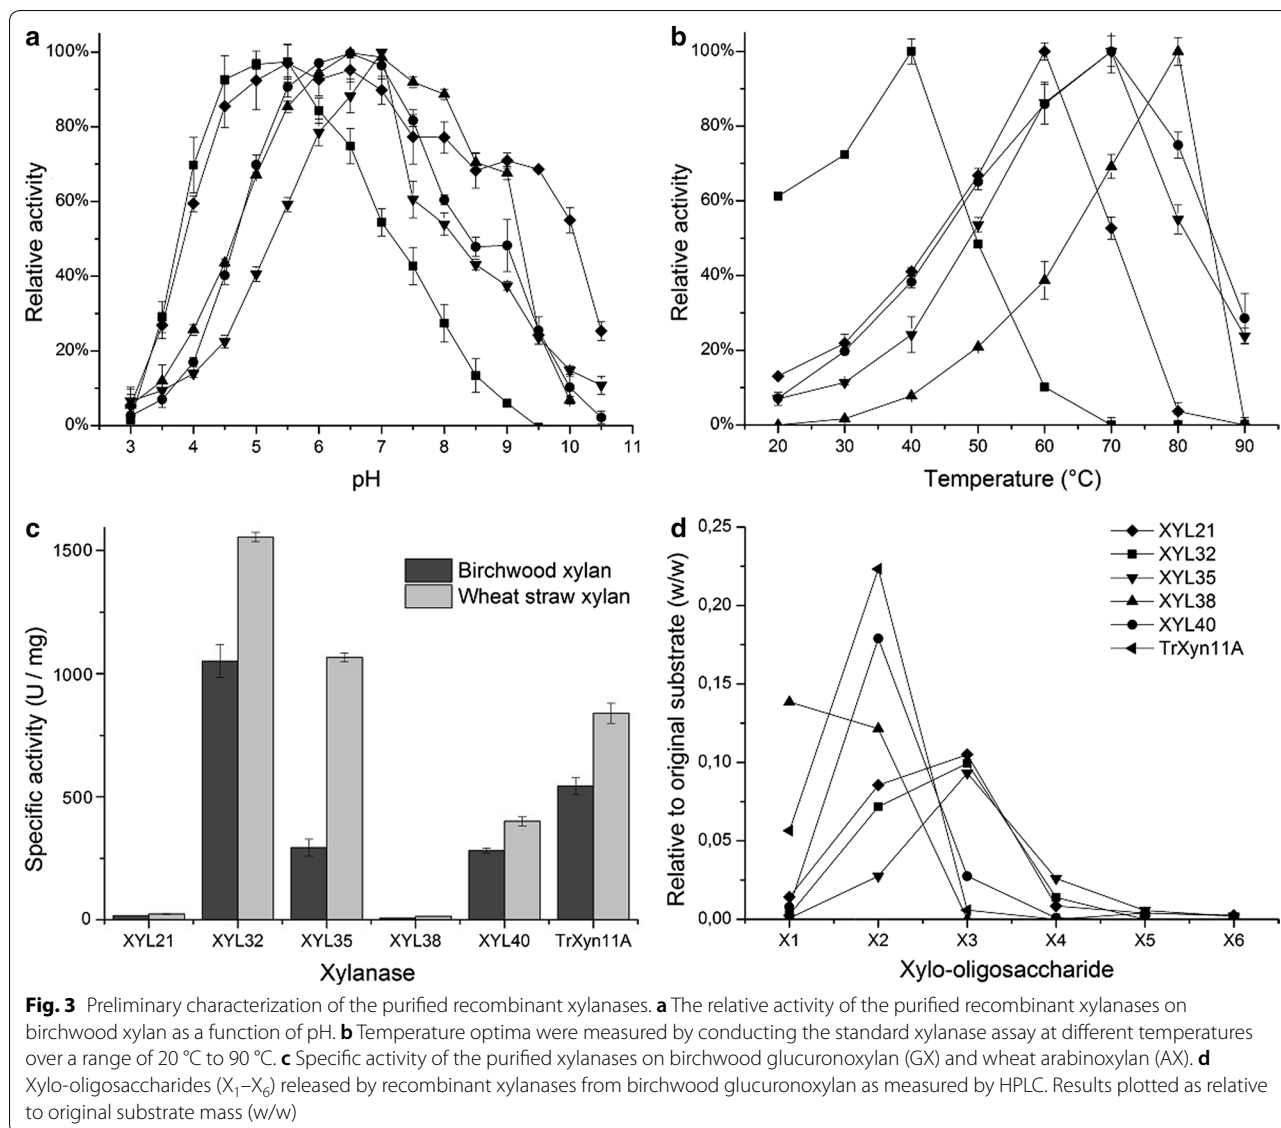 a
100%
80%
60%
40%
20%
0%
Relative activity
3 4 5 6 7 8 9 10 11
pH
b
100%
80%
60%
40%
20%
0%
Relative activity
20 30 40 50 60 70 80 90
Temperature (°C)
c
1500
1000
500
0
Specific activity (U / mg)
Birchwood xylan
Wheat straw xylan
XYL21 XYL32 XYL35 XYL38 XYL40 TrXyn11A
Xylanase
d
0,25
0,20
0,15
0,10
0,05
0,00
Relative to original substrate (w/w)
XYL21
XYL32
XYL35
XYL38
XYL40
TrXyn11A
X1 X2 X3 X4 X5 X6
Xylo-oligosaccharide
Fig. 3 Preliminary characterization of the purified recombinant xylanases. a The relative activity of the purified recombinant xylanases on
birchwood xylan as a function of pH. b Temperature optima were measured by conducting the standard xylanase assay at different temperatures
over a range of 20 °C to 90 °C. c Specific activity of the purified xylanases on birchwood glucuronoxylan (GX) and wheat arabinoxylan (AX). d
Xylo-oligosaccharides (X1–X6) released by recombinant xylanases from birchwood glucuronoxylan as measured by HPLC. Results plotted as relative
to original substrate mass (w/w)